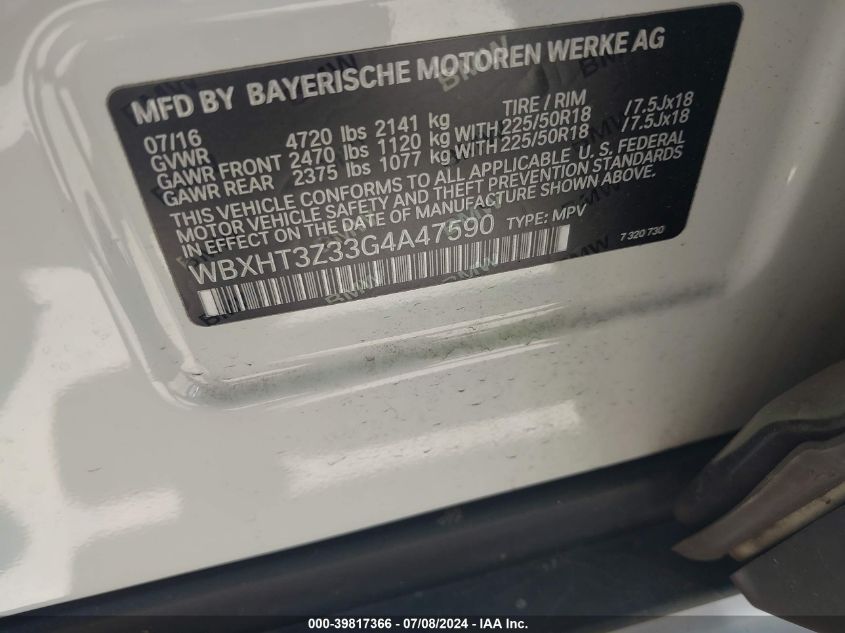 MFD BY BAYERISCHE MOTOREN WERKE AG
07/16 TIRE / RIM
GVWR 4720 lbs 2141 kg
GAWR FRONT 2470 lbs 1120 kg WITH 225/50R18 /7.5Jx18
GAWR REAR 2375 lbs 1077 kg WITH 225/50R18 /7.5Jx18
THIS VEHICLE CONFORMS TO ALL APPLICABLE U. S. FEDERAL
MOTOR VEHICLE SAFETY AND THEFT PREVENTION STANDARDS
IN EFFECT ON THE DATE OF MANUFACTURE SHOWN ABOVE.
WBXHT3Z33G4A47590 TYPE: MPV
7 320 730
000-39817366 - 07/08/2024 - IAA Inc.